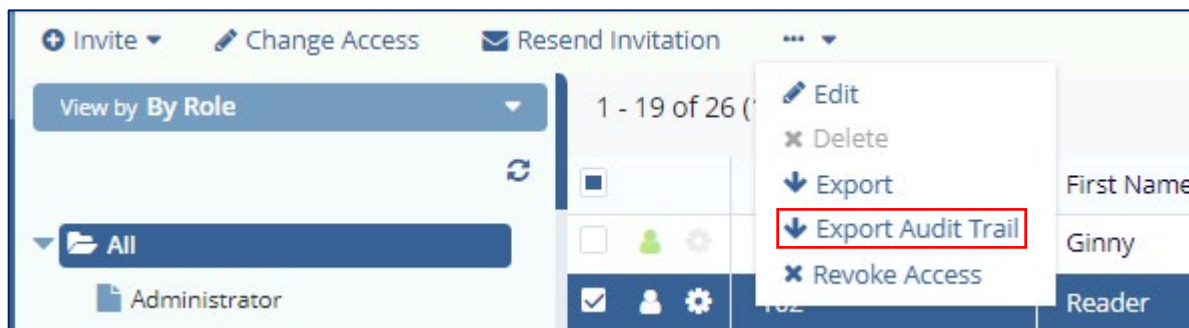 Invite Change Access Resend Invitation ...
View by By Role
1 - 19 of 26 (
Edit
Delete
Export
First Name
Export Audit Trail
All
Ginny
Revoke Access
Administrator
Reader